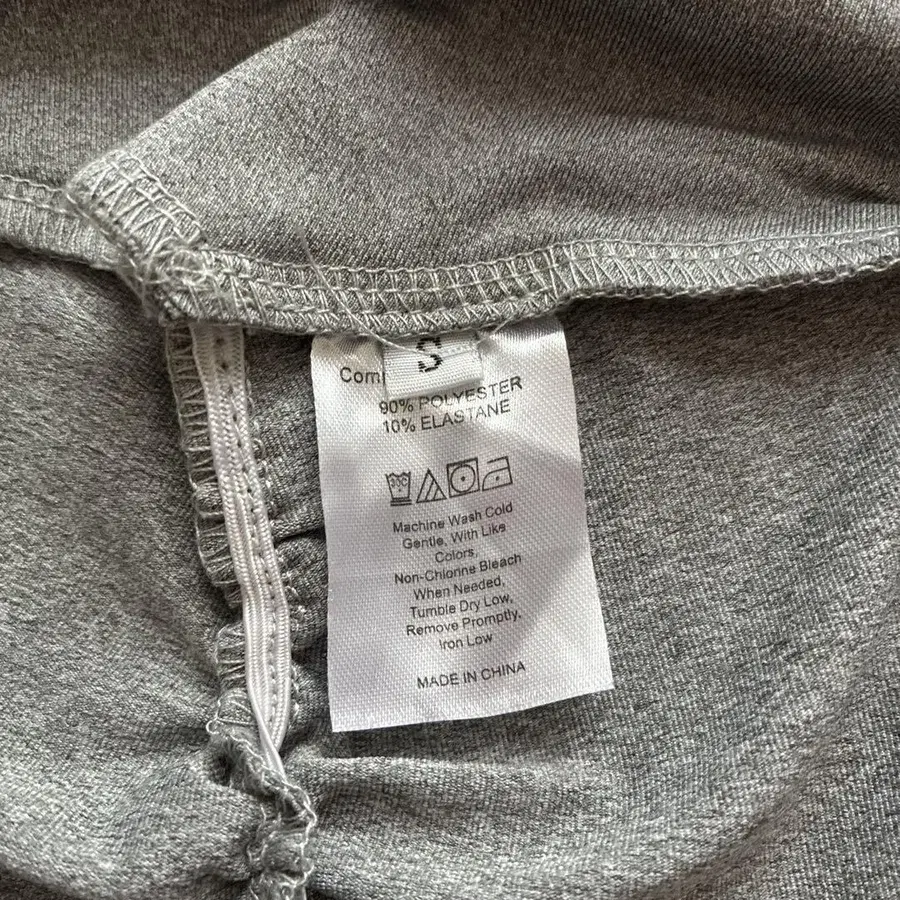 S
Com
90% POLYESTER
10% ELASTANE
Machine Wash Cold
Gentle, With Like
Colors,
Non-Chlonne Bleach
When Needed,
Tumble Dry Low,
Remove Promptly,
Iron Low
MADE IN CHINA